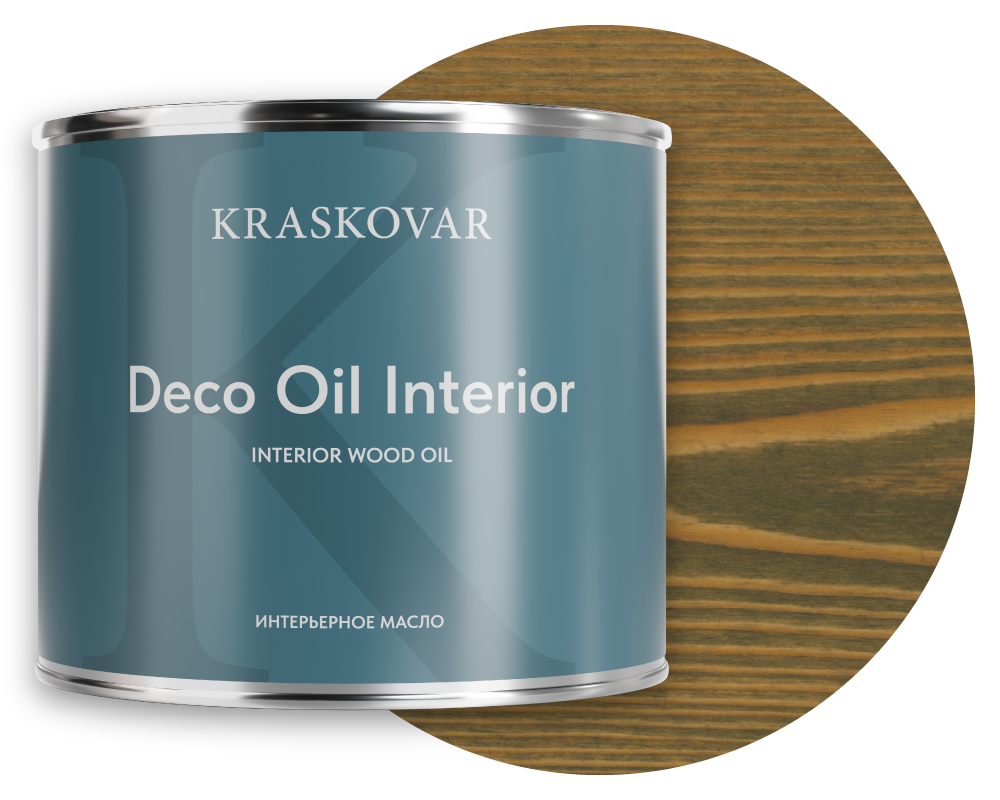 KRASKOVAR
Deco Oil Interior
INTERIOR WOOD OIL
ИНТЕРЬЕРНОЕ МАСЛО